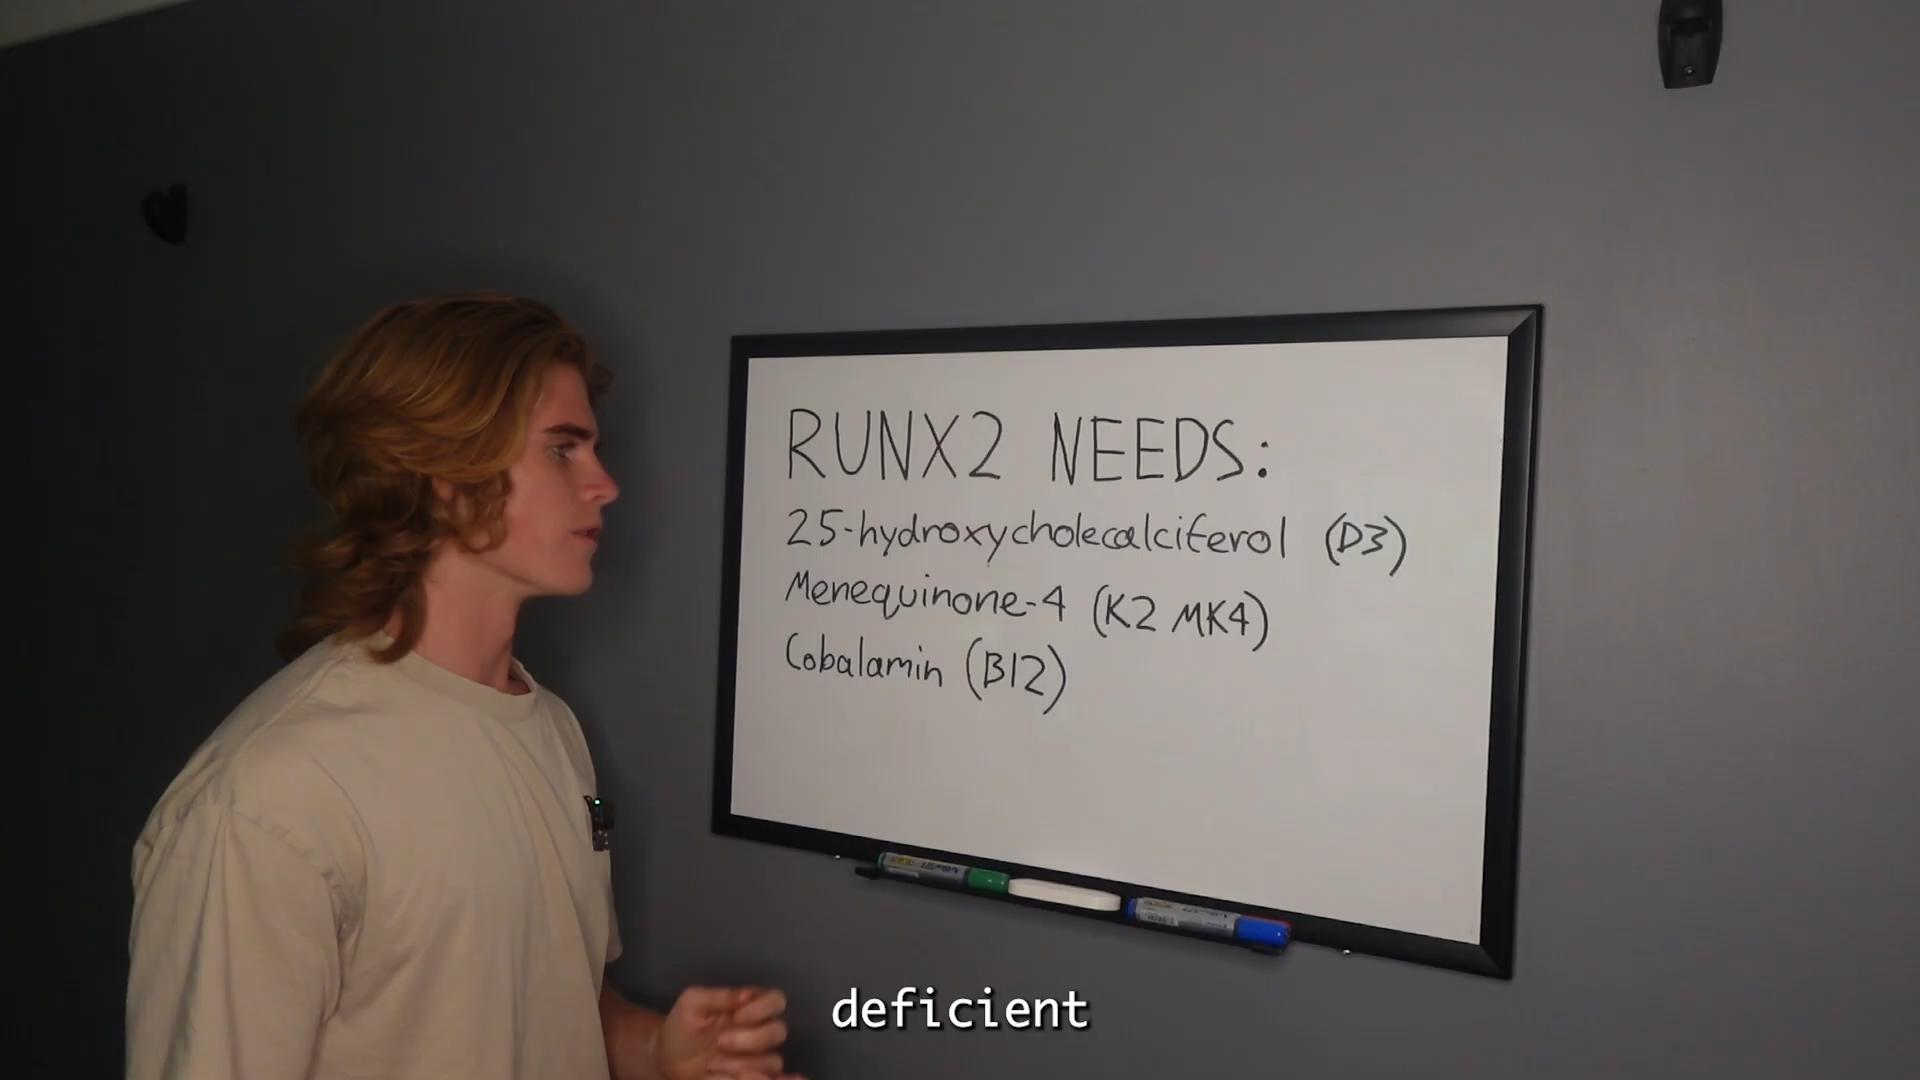 RUNX2 NEEDS:
25-hydroxycholecalciferol (D3)
Menequinone-4 (K2 MK4)
Cobalamin (B12)
deficient